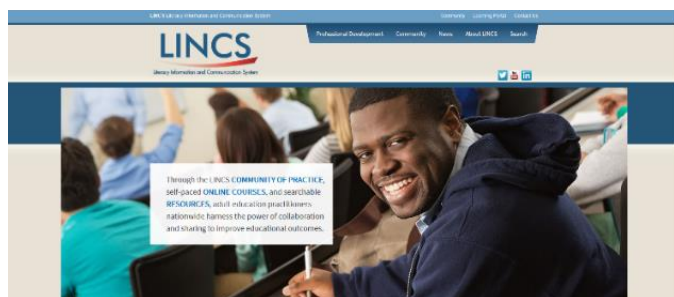 LINCS Literacy Information and Communication System
Community Learning Portal Contact Us
Professional Development Community News About LINCS Search
LINCS
Literacy Information and Communication System
Through the LINCS COMMUNITY OF PRACTICE,
self-paced ONLINE COURSES, and searchable
RESOURCES, adult education practitioners
nationwide harness the power of collaboration
and sharing to improve educational outcomes.